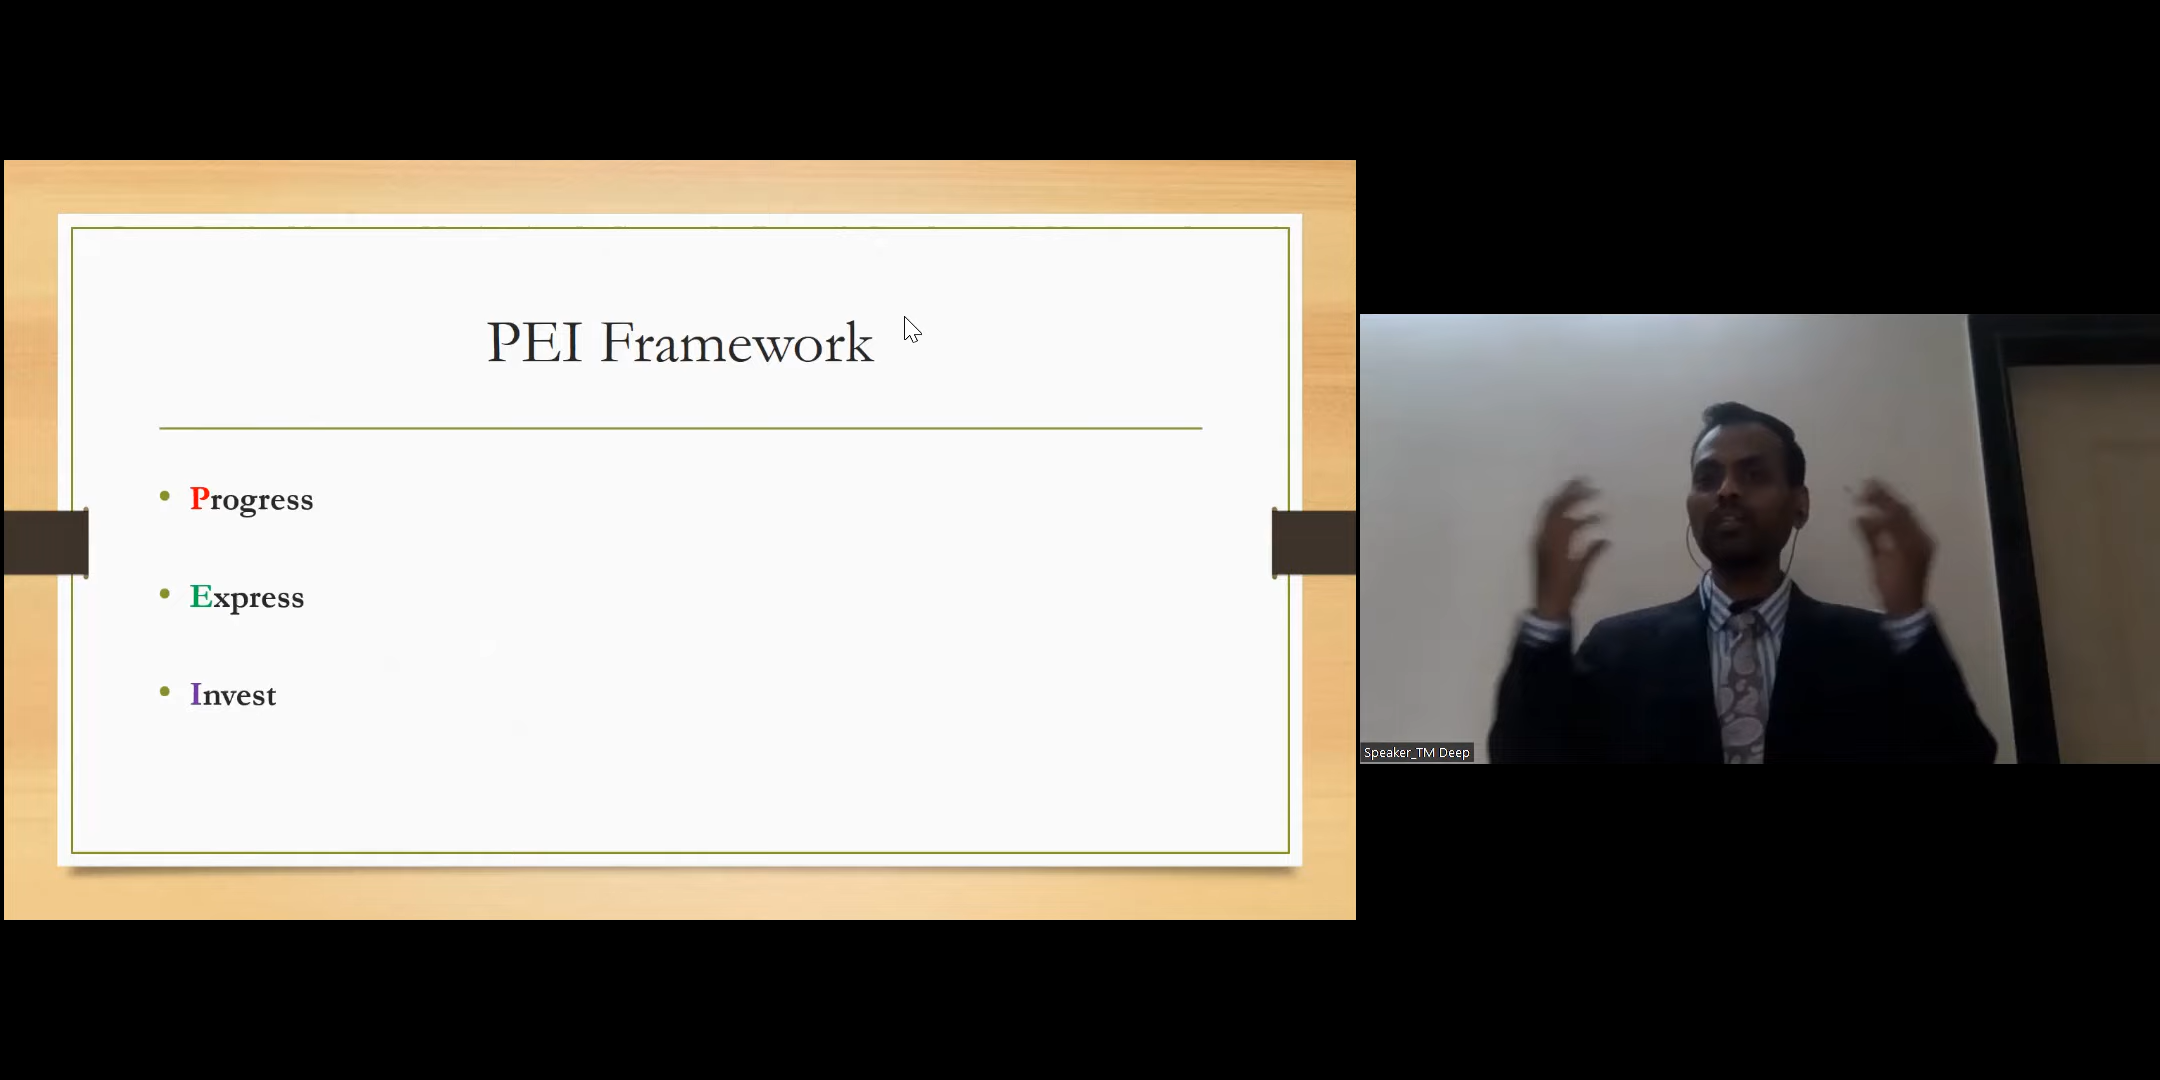 PEI Framework
• Progress
• Express
• Invest
Speaker_TM Deep